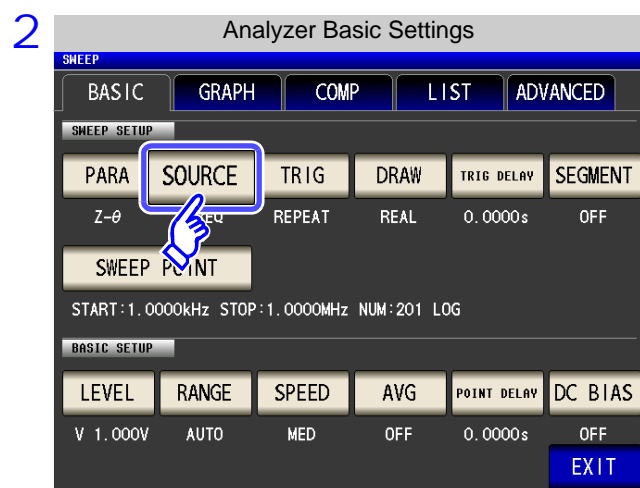 2
Analyzer Basic Settings
SWEEP
BASIC GRAPH COMP LIST ADVANCED
SWEEP SETUP
PARA SOURCE TRIG DRAW TRIG DELAY SEGMENT
Z-θ REPEAT REAL 0.0000s OFF
SWEEP POINT
START:1.0000kHz STOP:1.0000MHz NUM:201 LOG
BASIC SETUP
LEVEL RANGE SPEED AVG POINT DELAY DC BIAS
V 1.000V AUTO MED OFF 0.0000s OFF
EXIT